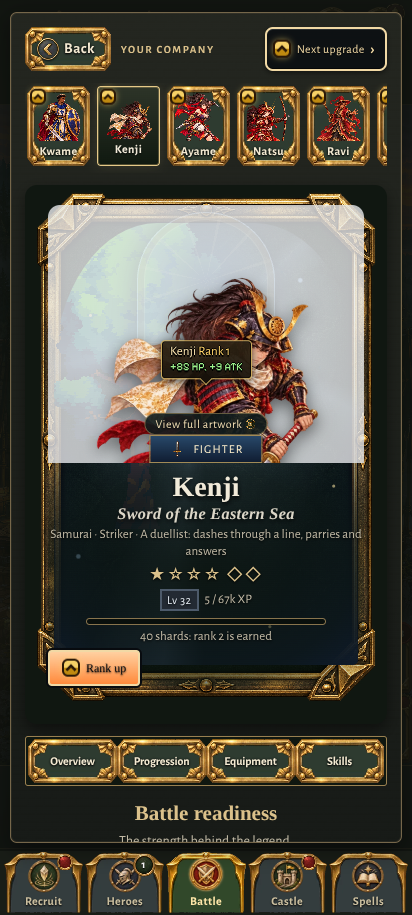 Back
YOUR COMPANY
Next upgrade ›
Kwame
Kenji
Ayame
Natsu
Ravi
Kenji Rank 1
+85 HP, +9 ATK
View full artwork
FIGHTER
Kenji
Sword of the Eastern Sea
Samurai · Striker · A duellist: dashes through a line, parries and
answers
Lv 32
5 / 67k XP
40 shards: rank 2 is earned
Rank up
Overview
Progression
Equipment
Skills
Battle readiness
The strength behind the legend
Recruit
1
Heroes
Battle
Castle
Spells